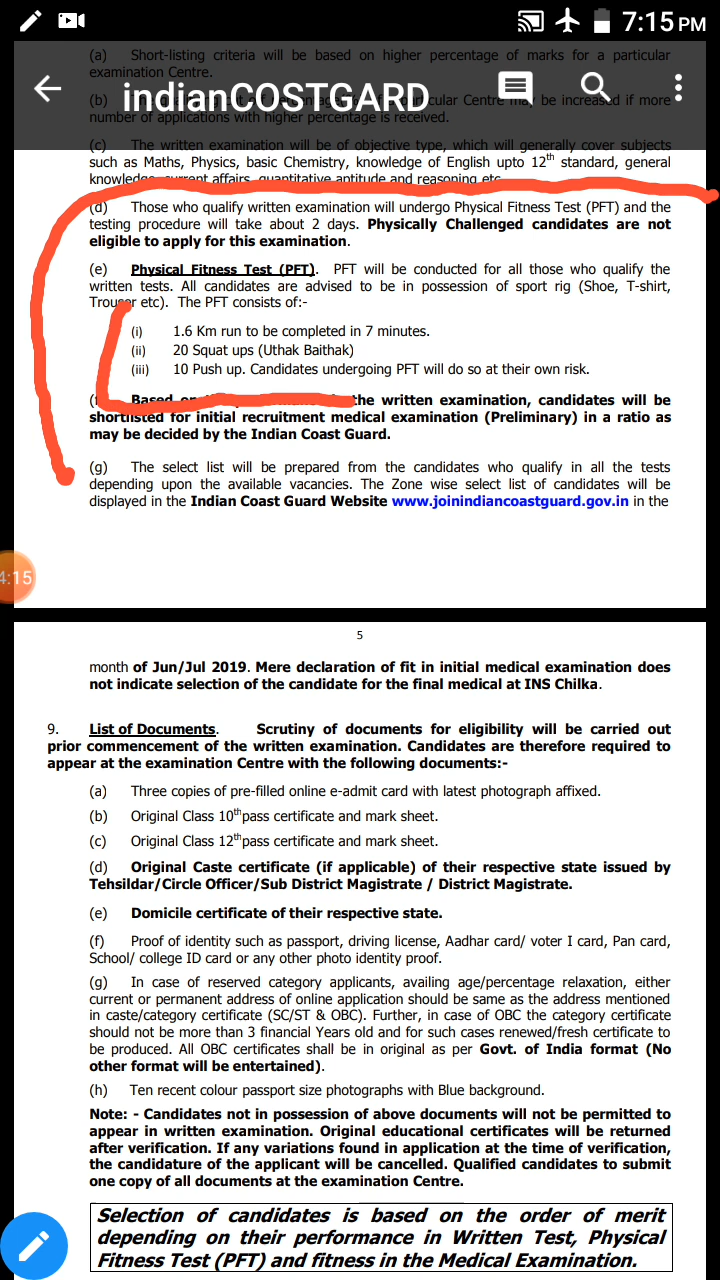 7:15 PM
(a) Short-listing criteria will be based on higher percentage of marks for a particular
examination Centre.
indianCOSTGARD
(b) cular Centre may be increased if more
number of applications with higher percentage is received.
(c) The written examination will be of objective type, which will generally cover subjects
such as Maths, Physics, basic Chemistry, knowledge of English upto 12th standard, general
knowledge, current affairs, quantitative aptitude and reasoning etc.
(d) Those who qualify written examination will undergo Physical Fitness Test (PFT) and the
testing procedure will take about 2 days. Physically Challenged candidates are not
eligible to apply for this examination.
(e) Physical Fitness Test (PFT). PFT will be conducted for all those who qualify the
written tests. All candidates are advised to be in possession of sport rig (Shoe, T-shirt,
Trouser etc). The PFT consists of:-
(i) 1.6 Km run to be completed in 7 minutes.
(ii) 20 Squat ups (Uthak Baithak)
(iii) 10 Push up. Candidates undergoing PFT will do so at their own risk.
Based the written examination, candidates will be
shortlisted for initial recruitment medical examination (Preliminary) in a ratio as
may be decided by the Indian Coast Guard.
(g) The select list will be prepared from the candidates who qualify in all the tests
depending upon the available vacancies. The Zone wise select list of candidates will be
displayed in the Indian Coast Guard Website www.joinindiancoastguard.gov.in in the
4:15
5
month of Jun/Jul 2019. Mere declaration of fit in initial medical examination does
not indicate selection of the candidate for the final medical at INS Chilka.
9. List of Documents. Scrutiny of documents for eligibility will be carried out
prior commencement of the written examination. Candidates are therefore required to
appear at the examination Centre with the following documents:-
(a) Three copies of pre-filled online e-admit card with latest photograph affixed.
(b) Original Class 10th pass certificate and mark sheet.
(c) Original Class 12th pass certificate and mark sheet.
(d) Original Caste certificate (if applicable) of their respective state issued by
Tehsildar/Circle Officer/Sub District Magistrate / District Magistrate.
(e) Domicile certificate of their respective state.
(f) Proof of identity such as passport, driving license, Aadhar card/ voter I card, Pan card,
School/ college ID card or any other photo identity proof.
(g) In case of reserved category applicants, availing age/percentage relaxation, either
current or permanent address of online application should be same as the address mentioned
in caste/category certificate (SC/ST & OBC). Further, in case of OBC the category certificate
should not be more than 3 financial Years old and for such cases renewed/fresh certificate to
be produced. All OBC certificates shall be in original as per Govt. of India format (No
other format will be entertained).
(h) Ten recent colour passport size photographs with Blue background.
Note: - Candidates not in possession of above documents will not be permitted to
appear in written examination. Original educational certificates will be returned
after verification. If any variations found in application at the time of verification,
the candidature of the applicant will be cancelled. Qualified candidates to submit
one copy of all documents at the examination Centre.
Selection of candidates is based on the order of merit
depending on their performance in Written Test, Physical
Fitness Test (PFT) and fitness in the Medical Examination.